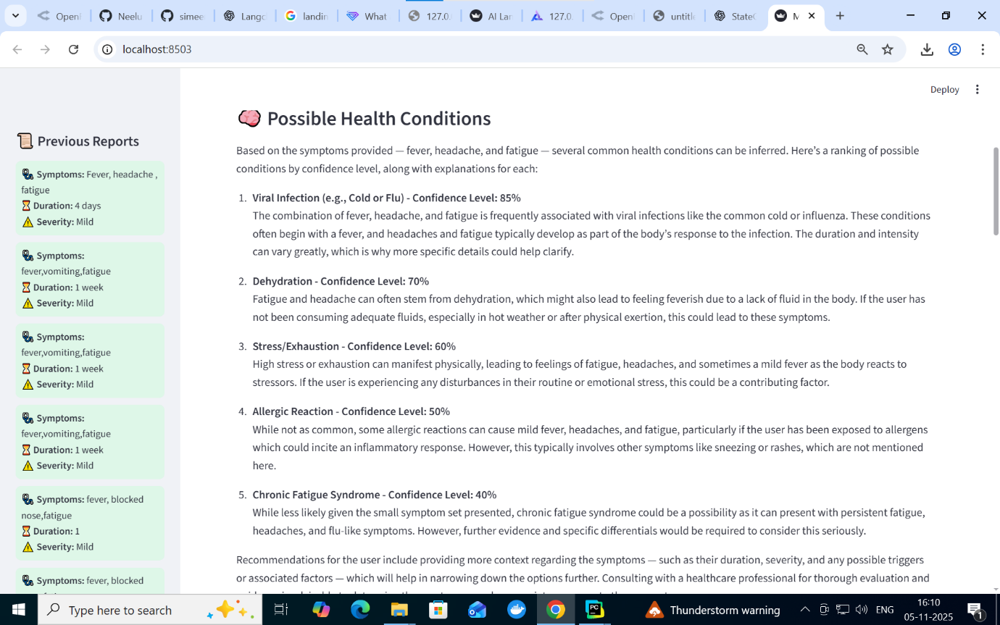 OpenI
Neelu
simee
Langc
landin
What
127.0.
AI Lar
127.0.
OpenI
untitle
StateG
M
localhost:8503
Deploy
Previous Reports
Symptoms: Fever, headache ,
fatigue
Duration: 4 days
Severity: Mild
Symptoms:
fever,vomiting,fatigue
Duration: 1 week
Severity: Mild
Symptoms:
fever,vomiting,fatigue
Duration: 1 week
Severity: Mild
Symptoms:
fever,vomiting,fatigue
Duration: 1 week
Severity: Mild
Symptoms: fever, blocked
nose,fatigue
Duration: 1
Severity: Mild
Symptoms: fever, blocked
Possible Health Conditions
Based on the symptoms provided — fever, headache, and fatigue — several common health conditions can be inferred. Here’s a ranking of possible
conditions by confidence level, along with explanations for each:
1. Viral Infection (e.g., Cold or Flu) - Confidence Level: 85%
The combination of fever, headache, and fatigue is frequently associated with viral infections like the common cold or influenza. These conditions
often begin with a fever, and headaches and fatigue typically develop as part of the body’s response to the infection. The duration and intensity
can vary greatly, which is why more specific details could help clarify.
2. Dehydration - Confidence Level: 70%
Fatigue and headache can often stem from dehydration, which might also lead to feeling feverish due to a lack of fluid in the body. If the user has
not been consuming adequate fluids, especially in hot weather or after physical exertion, this could lead to these symptoms.
3. Stress/Exhaustion - Confidence Level: 60%
High stress or exhaustion can manifest physically, leading to feelings of fatigue, headaches, and sometimes a mild fever as the body reacts to
stressors. If the user is experiencing any disturbances in their routine or emotional stress, this could be a contributing factor.
4. Allergic Reaction - Confidence Level: 50%
While not as common, some allergic reactions can cause mild fever, headaches, and fatigue, particularly if the user has been exposed to allergens
which could incite an inflammatory response. However, this typically involves other symptoms like sneezing or rashes, which are not mentioned
here.
5. Chronic Fatigue Syndrome - Confidence Level: 40%
While less likely given the small symptom set presented, chronic fatigue syndrome could be a possibility as it can present with persistent fatigue,
headaches, and flu-like symptoms. However, further evidence and specific differentials would be required to consider this seriously.
Recommendations for the user include providing more context regarding the symptoms — such as their duration, severity, and any possible triggers
or associated factors — which will help in narrowing down the options further. Consulting with a healthcare professional for thorough evaluation and
Type here to search
PC
Thunderstorm warning
ENG
16:10
05-11-2025
1